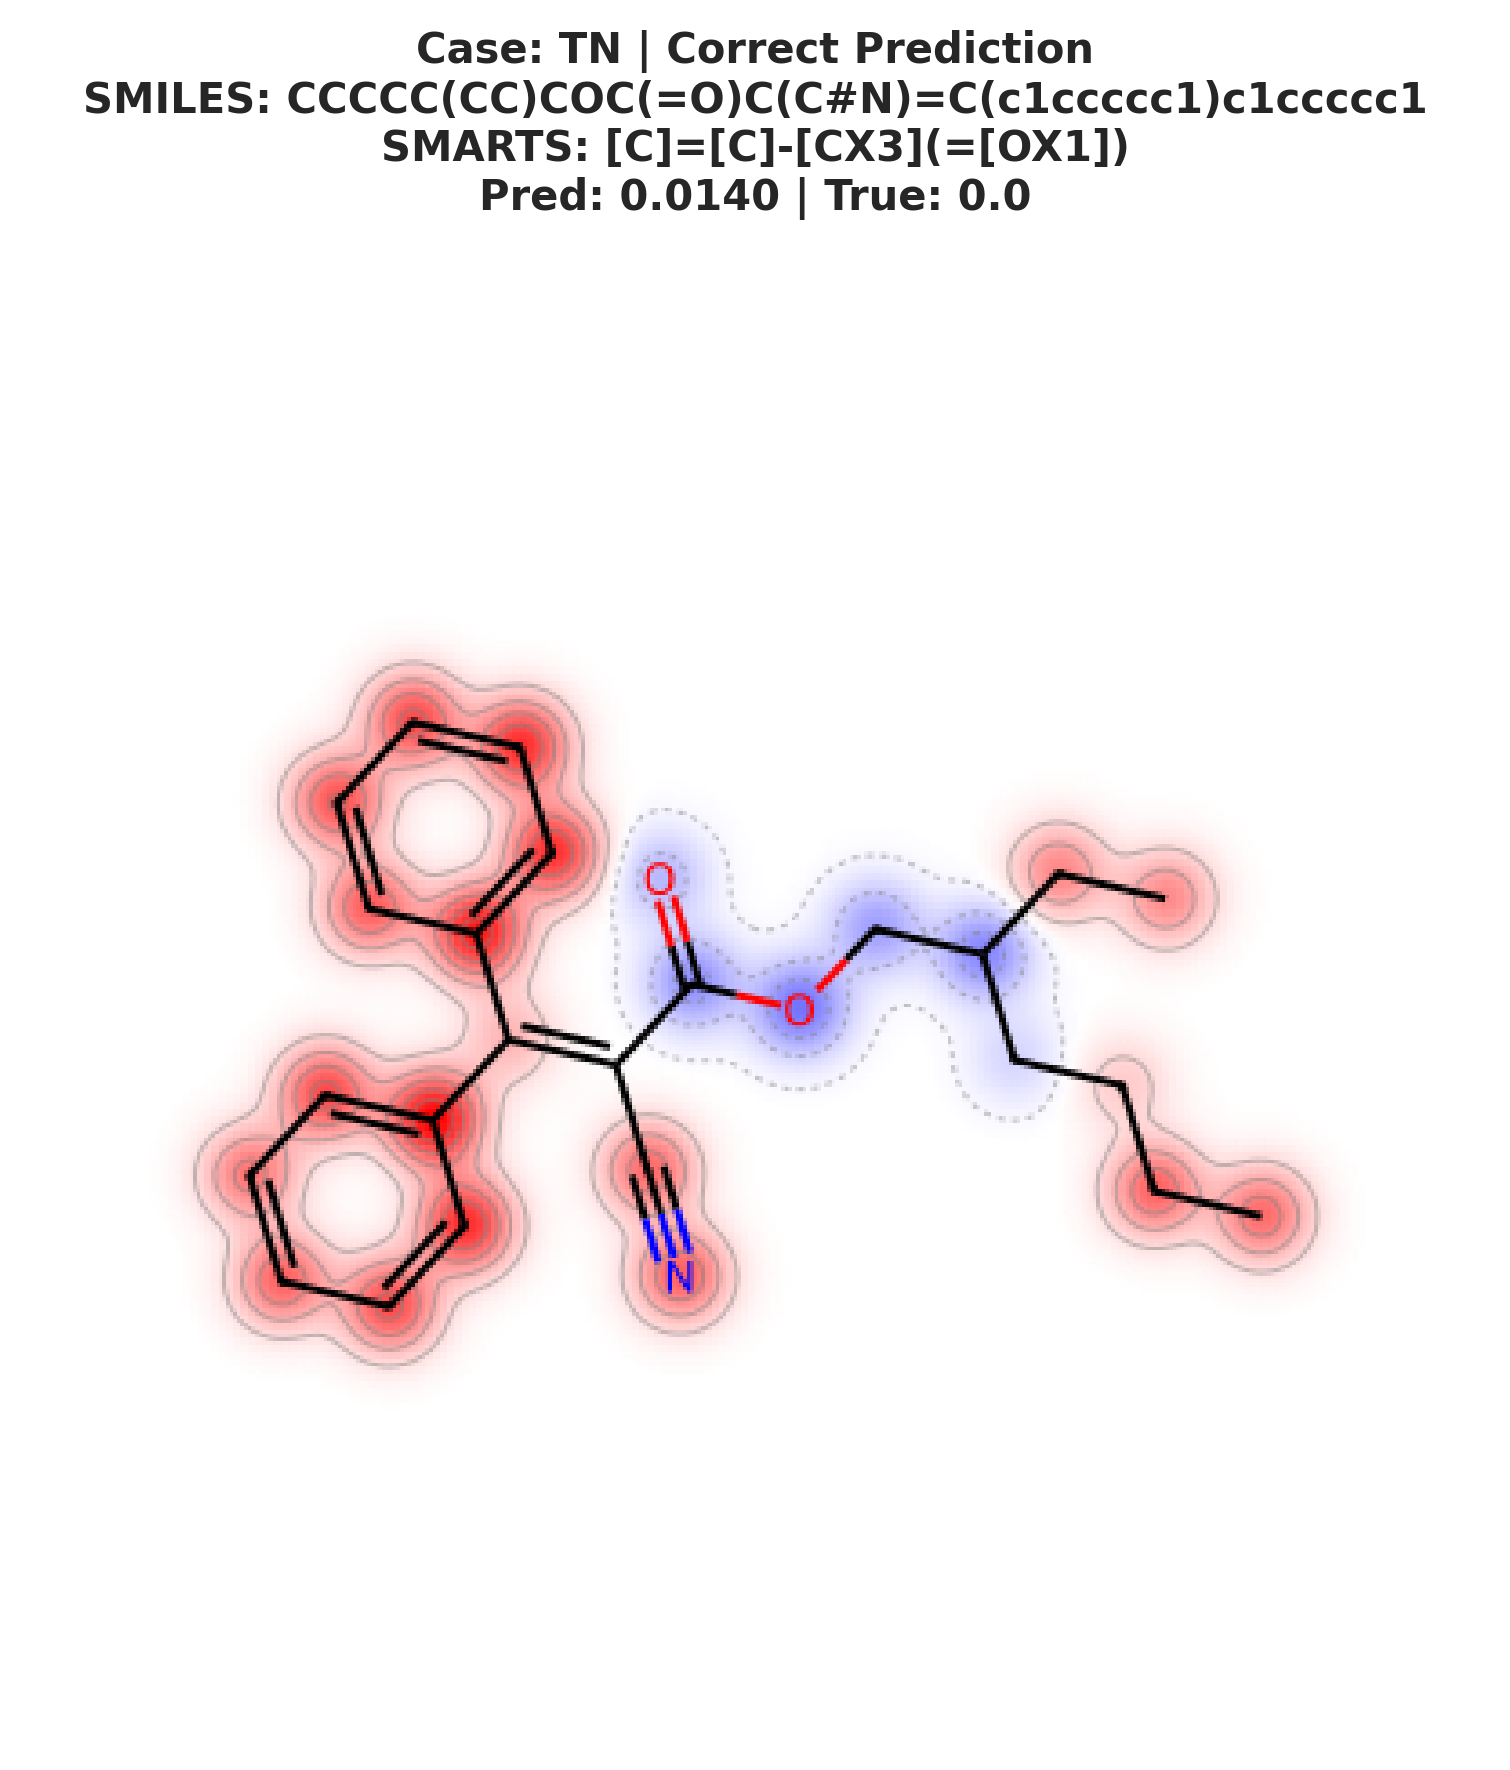 Case: TN | Correct Prediction
SMILES: CCCCC(CC)COC(=O)C(C#N)=C(c1ccccc1)c1ccccc1
SMARTS: [C]=[C]-[CX3](=[OX1])
Pred: 0.0140 | True: 0.0
O
O
N